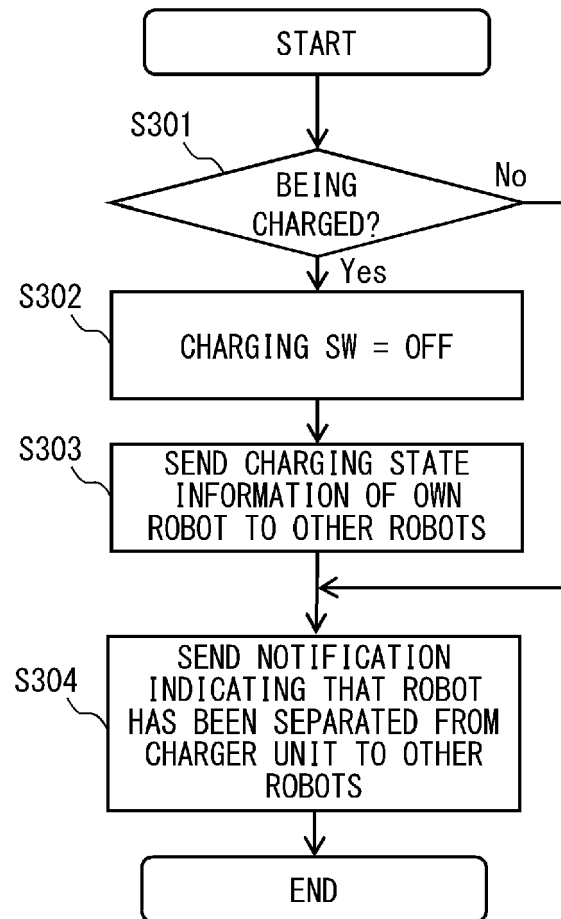 START
S301
BEING
CHARGED?
No
Yes
S302
CHARGING SW = OFF
S303
SEND CHARGING STATE
INFORMATION OF OWN
ROBOT TO OTHER ROBOTS
S304
SEND NOTIFICATION
INDICATING THAT ROBOT
HAS BEEN SEPARATED FROM
CHARGER UNIT TO OTHER
ROBOTS
END